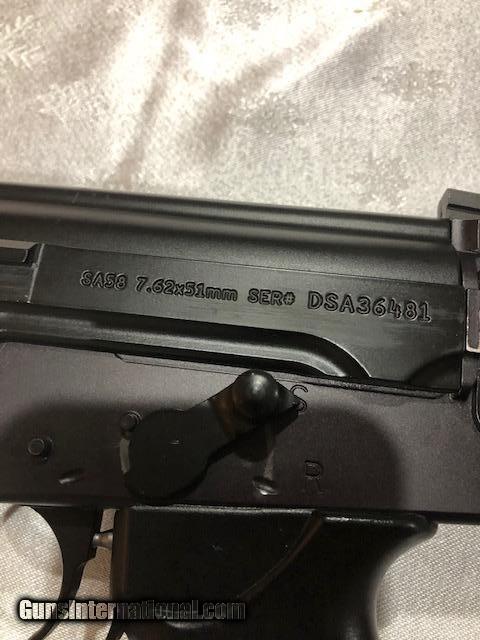 SA58 7.62x51mm SER# DSA36481
S
R
GunsInternational.com